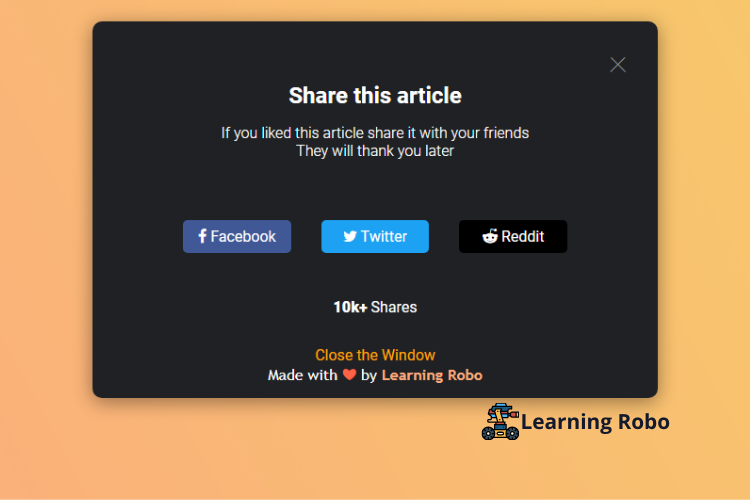 Share this article
If you liked this article share it with your friends
They will thank you later
Facebook Twitter Reddit
10k+ Shares
Close the Window
Made with ❤ by Learning Robo
Learning Robo